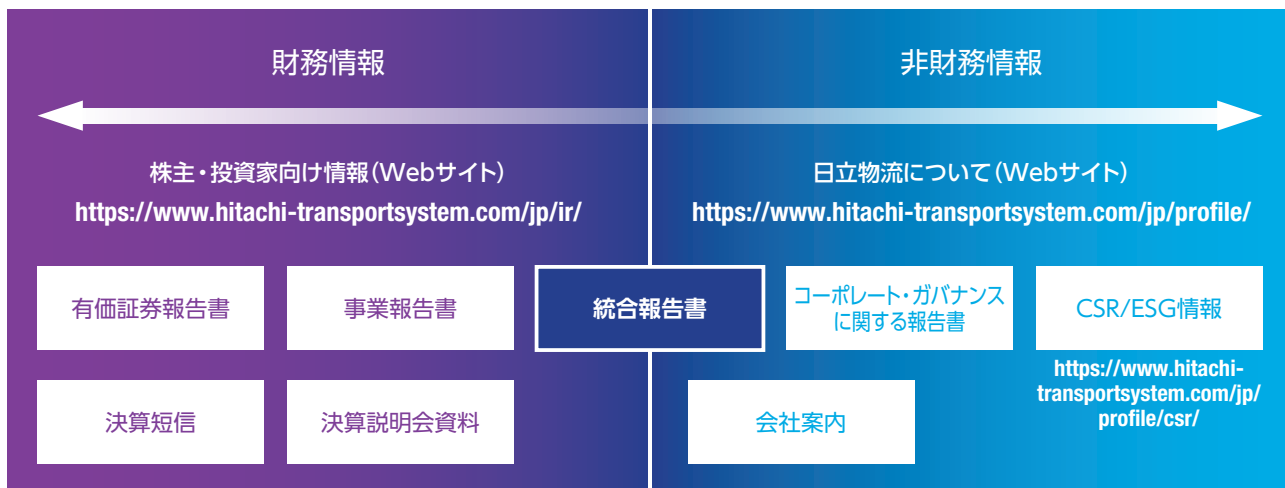 財務情報
非財務情報
株主・投資家向け情報(Webサイト)
https://www.hitachi-transportsystem.com/jp/ir/
日立物流について(Webサイト)
https://www.hitachi-transportsystem.com/jp/profile/
有価証券報告書
事業報告書
統合報告書
コーポレート・ガバナンス
に関する報告書
CSR/ESG情報
https://www.hitachi-
transportsystem.com/jp/
profile/csr/
決算短信
決算説明会資料
会社案内